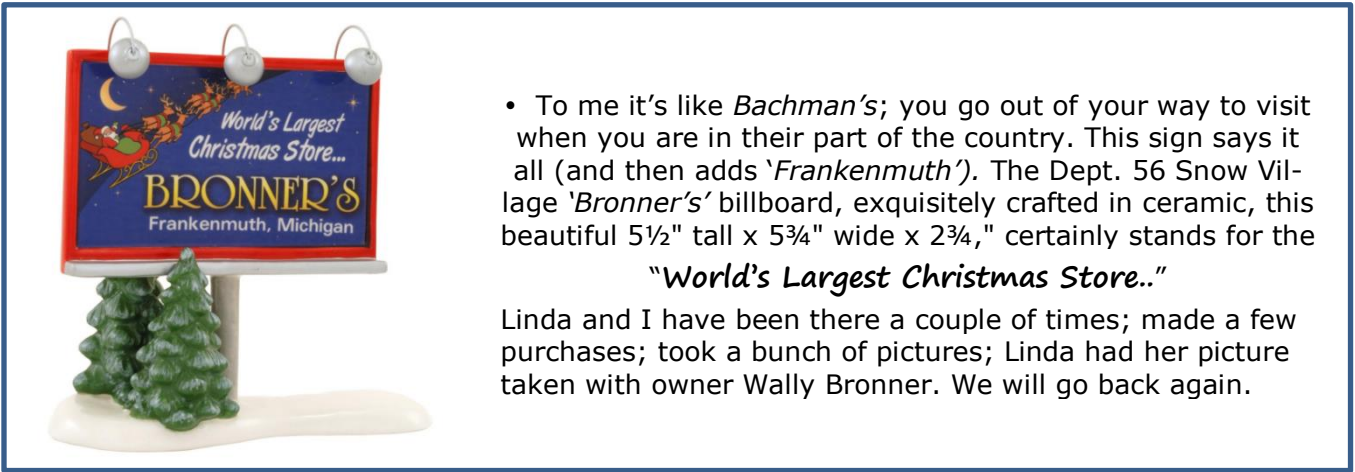 World's Largest
Christmas Store...
BRONNER'S
Frankenmuth, Michigan
• To me it's like Bachman's; you go out of your way to visit
when you are in their part of the country. This sign says it
all (and then adds ‘Frankenmuth’). The Dept. 56 Snow Vil-
lage ‘Bronner’s’ billboard, exquisitely crafted in ceramic, this
beautiful 5½" tall x 5¾" wide x 2¾," certainly stands for the
“World’s Largest Christmas Store..”
Linda and I have been there a couple of times; made a few
purchases; took a bunch of pictures; Linda had her picture
taken with owner Wally Bronner. We will go back again.